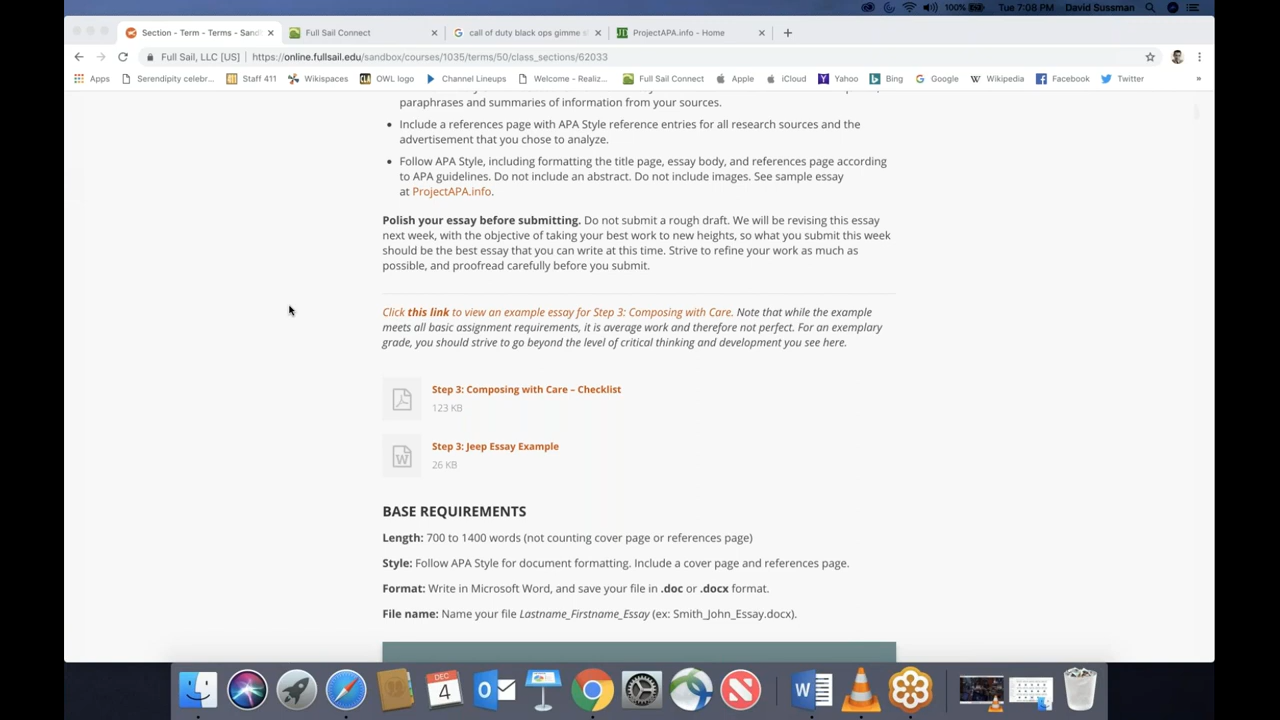 100% Tue 7:08 PM David Sussman
Section - Term - Terms - Sand
Full Sail Connect
call of duty black ops gimme s
ProjectAPA.info - Home
Full Sail, LLC [US] https://online.fullsail.edu/sandbox/courses/1035/terms/50/class_sections/62033
Apps Serendipity celebr... Staff 411 Wikispaces OWL logo Channel Lineups Welcome - Realiz... Full Sail Connect Apple iCloud Yahoo Bing Google Wikipedia Facebook Twitter »
paraphrases and summaries of information from your sources.
• Include a references page with APA Style reference entries for all research sources and the
advertisement that you chose to analyze.
• Follow APA Style, including formatting the title page, essay body, and references page according
to APA guidelines. Do not include an abstract. Do not include images. See sample essay
at ProjectAPA.info.
Polish your essay before submitting. Do not submit a rough draft. We will be revising this essay
next week, with the objective of taking your best work to new heights, so what you submit this week
should be the best essay that you can write at this time. Strive to refine your work as much as
possible, and proofread carefully before you submit.
Click this link to view an example essay for Step 3: Composing with Care. Note that while the example
meets all basic assignment requirements, it is average work and therefore not perfect. For an exemplary
grade, you should strive to go beyond the level of critical thinking and development you see here.
Step 3: Composing with Care – Checklist
123 KB
Step 3: Jeep Essay Example
W
26 KB
BASE REQUIREMENTS
Length: 700 to 1400 words (not counting cover page or references page)
Style: Follow APA Style for document formatting. Include a cover page and references page.
Format: Write in Microsoft Word, and save your file in .doc or .docx format.
File name: Name your file Lastname_Firstname_Essay (ex: Smith_John_Essay.docx).
DEC
4
O
N
W